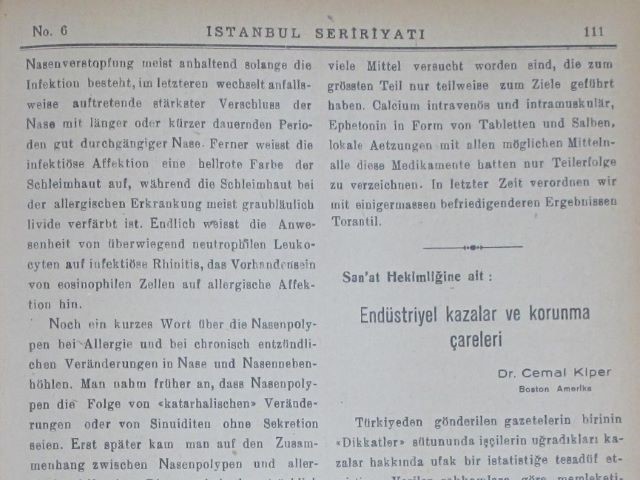 No. 6
ISTANBUL SERİRİYATI
111
Nasenverstopfung meist anhaltend solange die
Infektion besteht, im letzteren wechselt anfalls-
weise auftretende stärkster Verschluss der
Nase mit länger oder kürzer dauernden Perio-
den gut durchgängiger Nase. Ferner weisst die
infektiöse Affektion eine hellrote Farbe der
Schleimhaut auf, während die Schleimhaut bei
der allergischen Erkrankung meist graubläulich
livide verfärbt ist. Endlich weisst die Anwe-
senheit von überwiegend neutrophilen Leuko-
cyten auf infektiöse Rhinitis, das Vorhandensein
von eosinophilen Zellen auf allergische Affek-
tion hin.
Noch ein kurzes Wort über die Nasenpoly-
pen bei Allergie und bei chronisch entzündli-
chen Veränderungen in Nase und Nasenneben-
höhlen. Man nahm früher an, dass Nasenpoly-
pen die Folge von «katarhalischen» Verände-
rungen oder von Sinuiditen ohne Sekretion
seien. Erst später kam man auf den Zusam-
menhang zwischen Nasenpolypen und aller-
viele Mittel versucht worden sind, die zum
grössten Teil nur teilweise zum Ziele geführt
haben. Calcium intravenös und intramuskulär,
Ephetonin in Form von Tabletten und Salben,
lokale Aetzungen mit allen möglichen Mitteln-
alle diese Medikamente hatten nur Teilerfolge
zu verzeichnen. In letzter Zeit verordnen wir
mit einigermassen befriedigenderen Ergebnissen
Torantil.
San'at Hekimliğine ait :
Endüstriyel kazalar ve korunma
çareleri
Dr. Cemal Kiper
Boston Amerika
Türkiyeden gönderilen gazetelerin birinin
«Dikkatler» sütununda işçilerin uğradıkları ka-
zalar hakkında ufak bir istatistiğe tesadüf et-